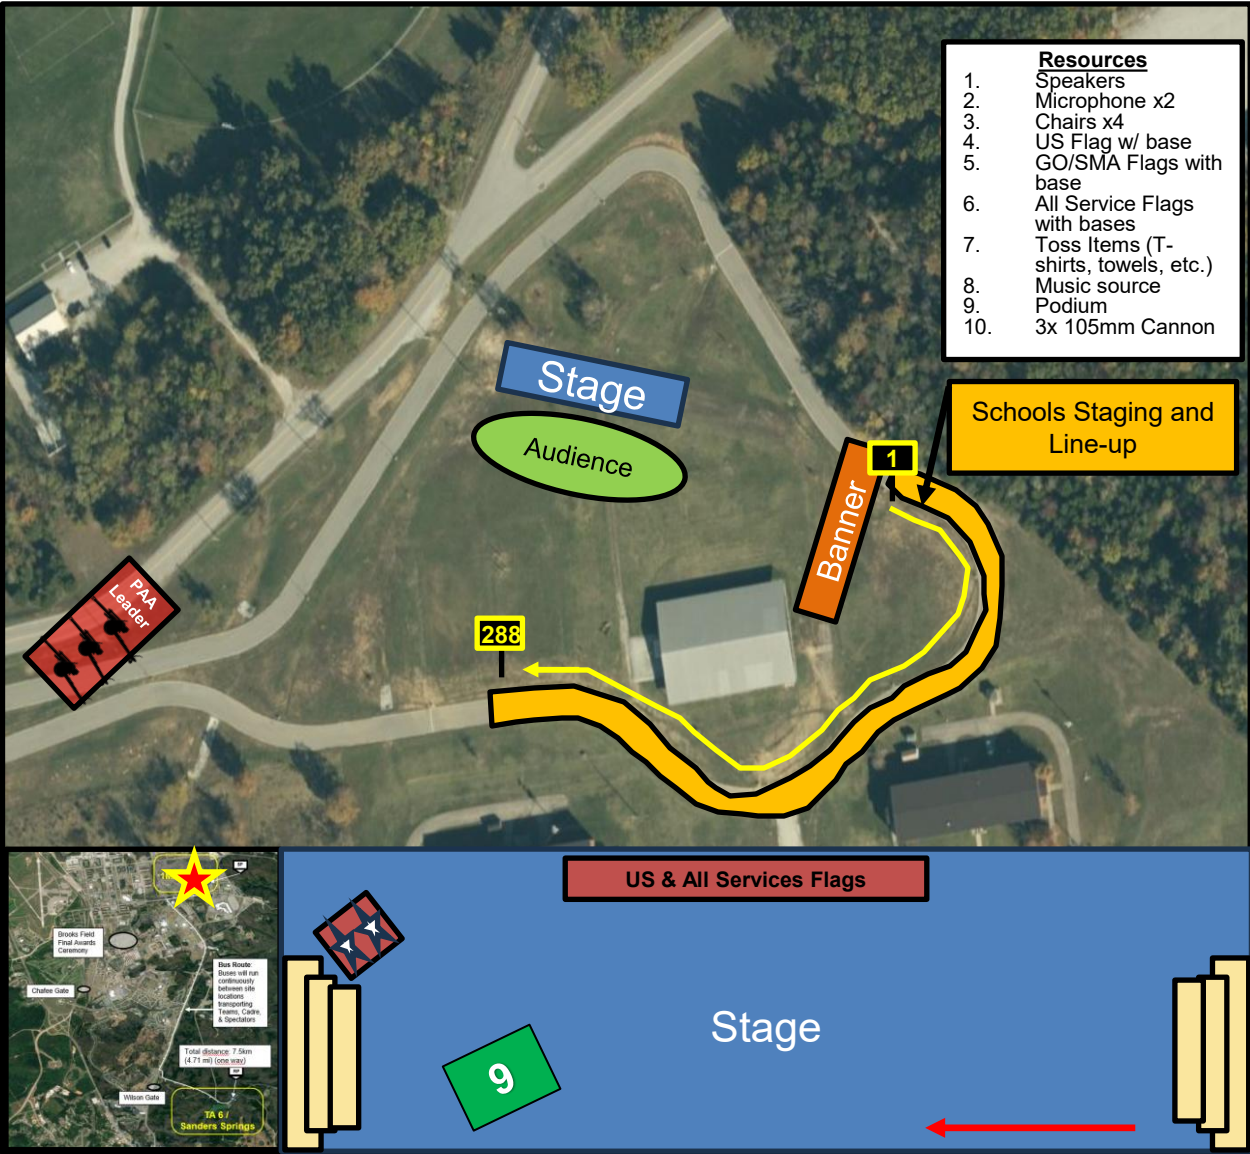 Resources
1. Speakers
2. Microphone x2
3. Chairs x4
4. US Flag w/ base
5. GO/SMA Flags with
base
6. All Service Flags
with bases
7. Toss Items (T-
shirts, towels, etc.)
8. Music source
9. Podium
10. 3x 105mm Cannon
Stage
Audience
Schools Staging and
Line-up
1
Banner
PAA
Leader
288
Brooks Field
Final Awards
Ceremony
Chafee Gate
Bus Route:
Buses will run
continuously
between site
locations
transporting
Teams, Cadre,
& Spectators
Total distance: 7.5km
(4.71 mi) (one way)
Wilson Gate
TA 6 /
Sanders Springs
US & All Services Flags
Stage
9